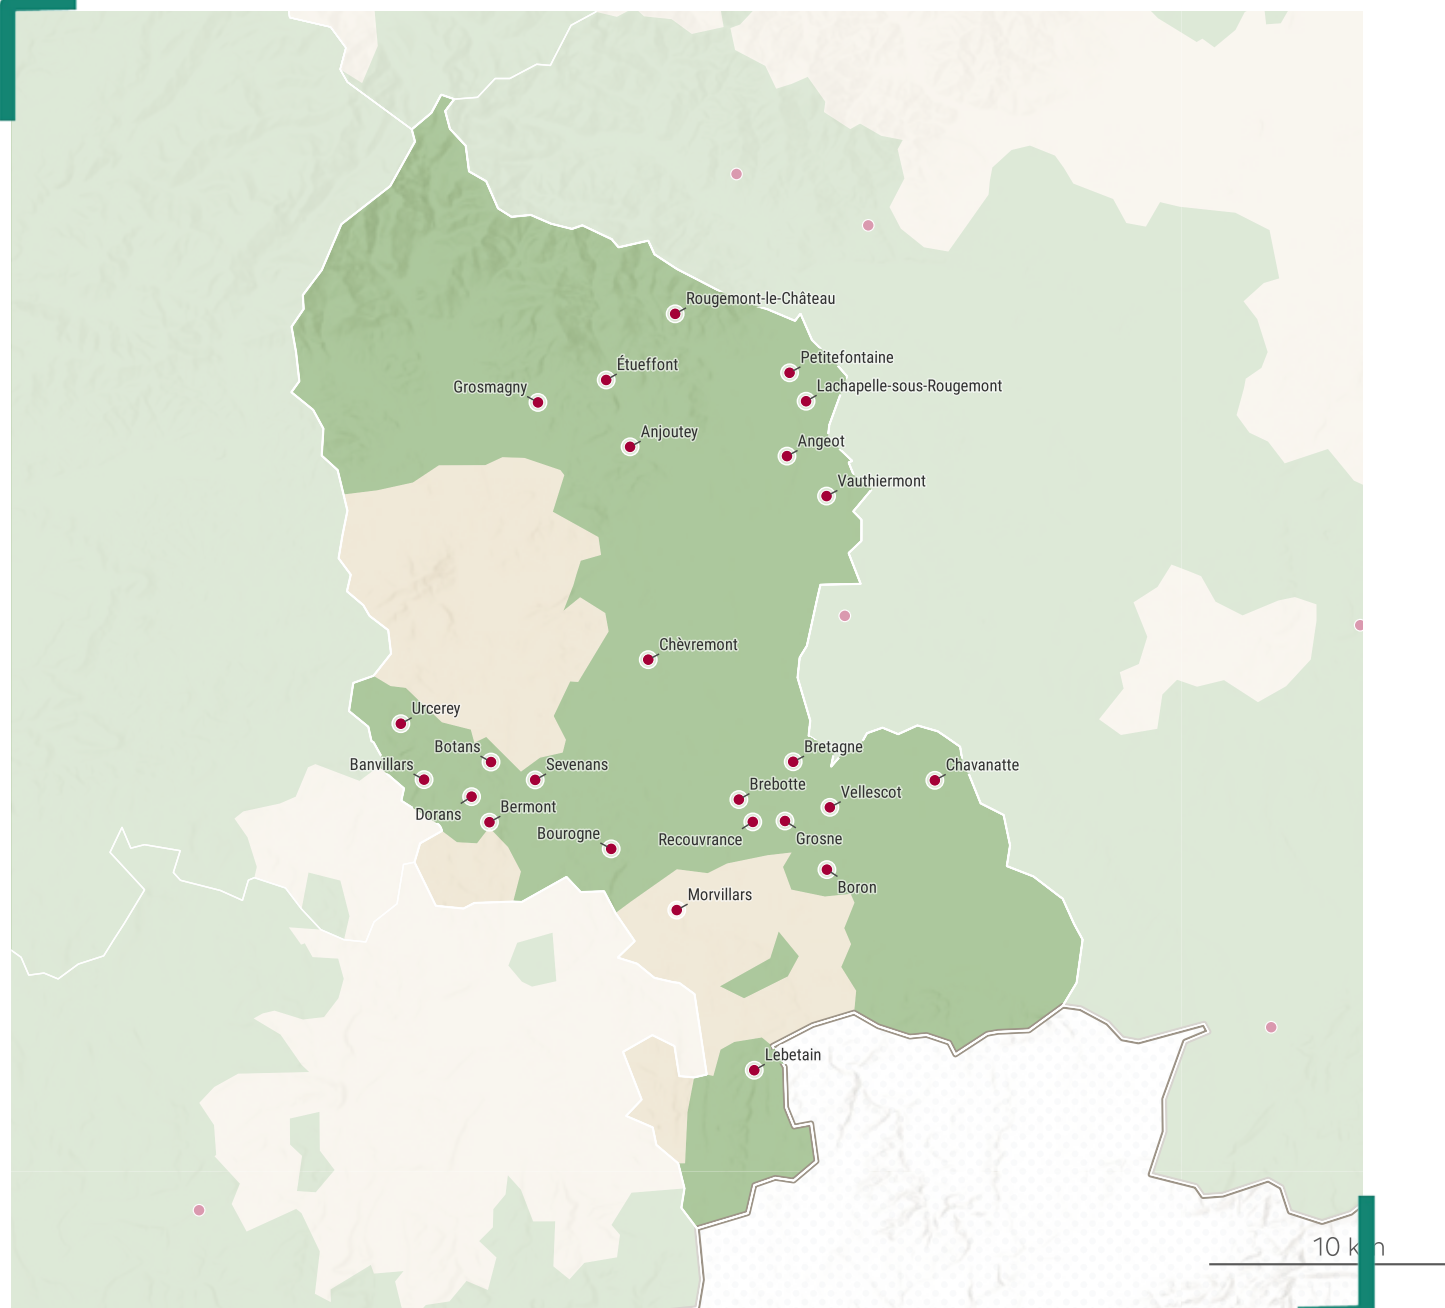 Rougemont-le-Château
Petitefontaine
Étueffont
Grosmagny
Lachapelle-sous-Rougemont
Anjoutey
Angeot
Vauthiermont
Chèvremont
Urcerey
Botans
Bretagne
Banvillars
Sevenans
Chavanatte
Brebotte
Vellescot
Dorans
Bermont
Bourogne
Recouvrance
Grosne
Boron
Morvillars
Lebetain
10 km